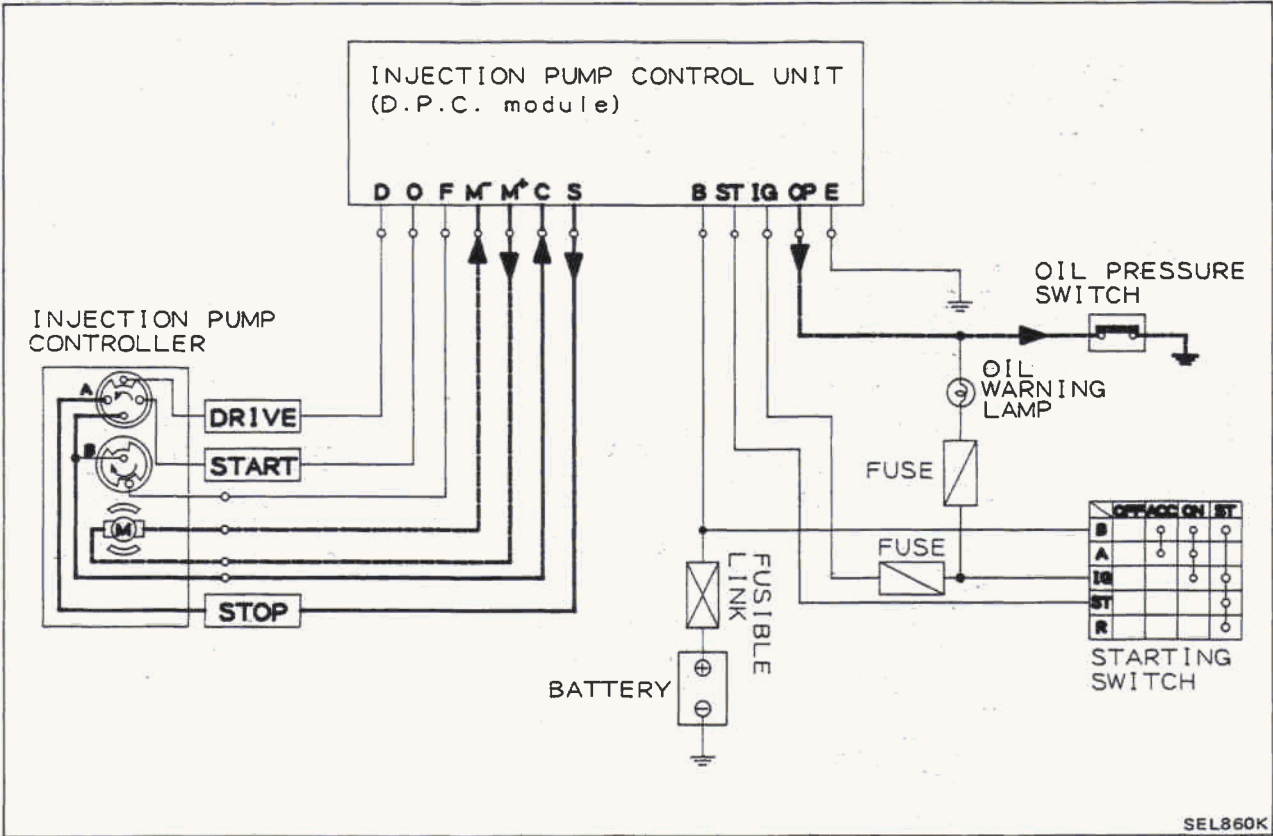 INJECTION PUMP CONTROL UNIT
(D.P.C. module)
D O F M- M+ C S B ST IG OP E
OIL PRESSURE
SWITCH
INJECTION PUMP
CONTROLLER
A
DRIVE
B
START
M
STOP
OIL
WARNING
LAMP
FUSE
FUSE
FUSIBLE
LINK
BATTERY
OFF ACC ON ST
B
A
IG
ST
R
STARTING
SWITCH
SEL860K